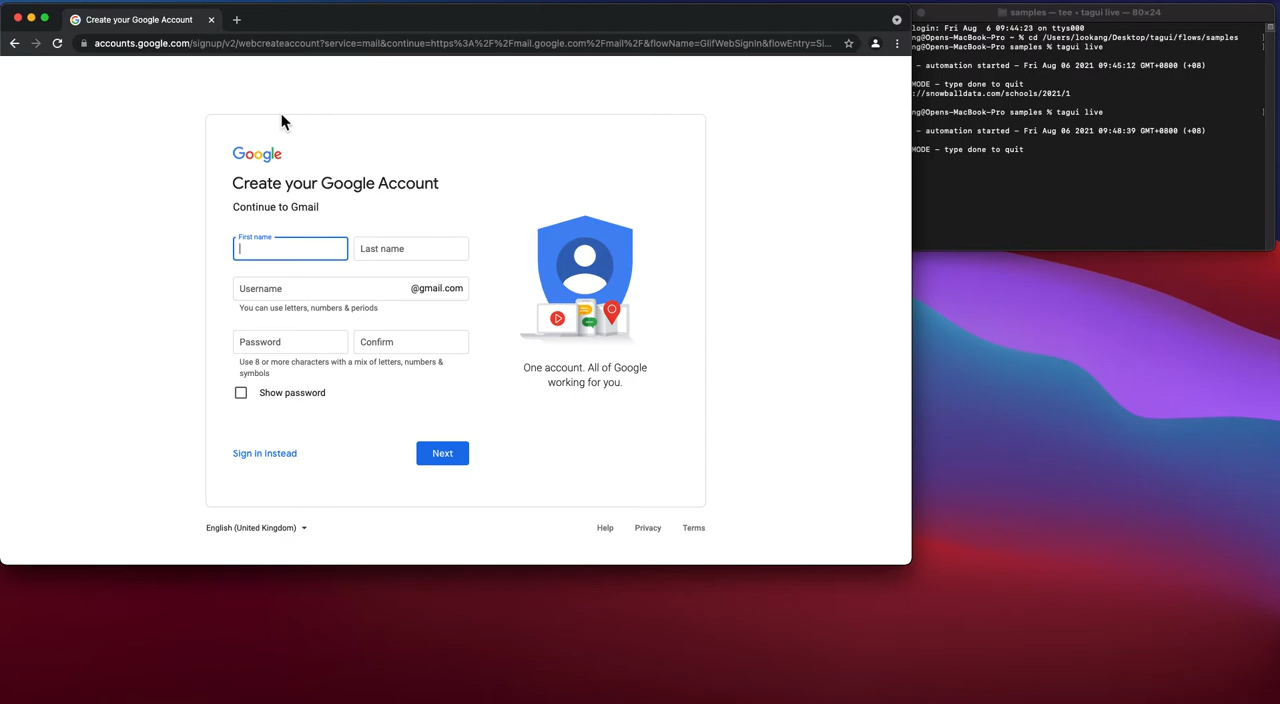 Create your Google Account
accounts.google.com/signup/v2/webcreateaccount?service=mail&continue=https%3A%2F%2Fmail.google.com%2Fmail%2F&flowName=GlifWebSignIn&flowEntry=Si...
Google
Create your Google Account
Continue to Gmail
First name
Last name
Username
@gmail.com
You can use letters, numbers & periods
Password
Confirm
Use 8 or more characters with a mix of letters, numbers &
symbols
Show password
Sign in instead
Next
One account. All of Google
working for you.
English (United Kingdom)
Help Privacy Terms
samples — tee • tagui live — 80×24
login: Fri Aug  6 09:44:23 on ttys000
ng@Opens-MacBook-Pro ~ % cd /Users/lookang/Desktop/tagui/flows/samples
ng@Opens-MacBook-Pro samples % tagui live
- automation started - Fri Aug 06 2021 09:45:12 GMT+0800 (+08)
MODE - type done to quit
://snowballdata.com/schools/2021/1
ng@Opens-MacBook-Pro samples % tagui live
- automation started - Fri Aug 06 2021 09:48:39 GMT+0800 (+08)
MODE - type done to quit